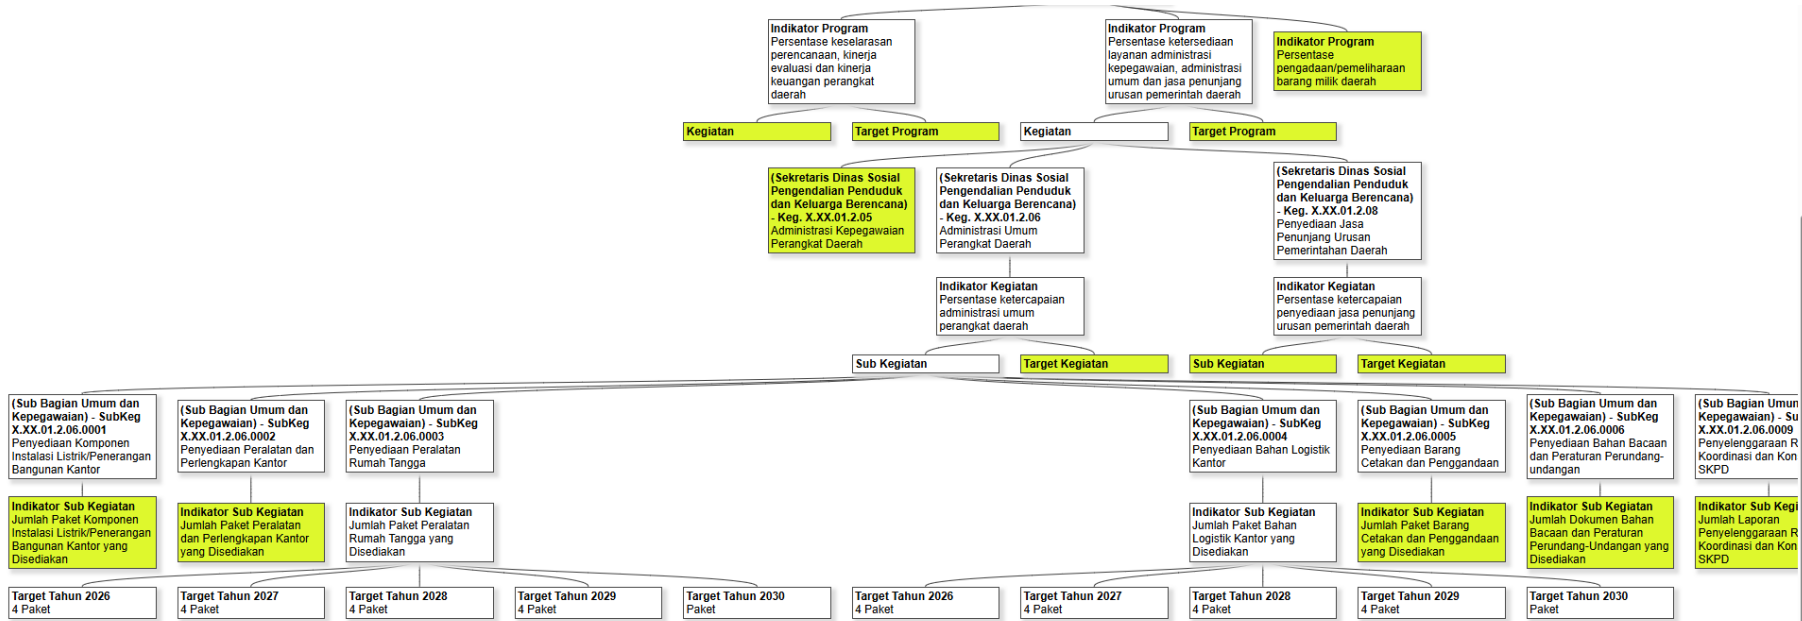 Indikator Program
Persentase keselarasan
perencanaan, kinerja
evaluasi dan kinerja
keuangan perangkat
daerah
Indikator Program
Persentase ketersediaan
layanan administrasi
kepegawaian, administrasi
umum dan jasa penunjang
urusan pemerintah daerah
Indikator Program
Persentase
pengadaan/pemeliharaan
barang milik daerah
Kegiatan
Target Program
Kegiatan
Target Program
(Sekretaris Dinas Sosial
Pengendalian Penduduk
dan Keluarga Berencana)
- Keg. X.XX.01.2.05
Administrasi Kepegawaian
Perangkat Daerah
(Sekretaris Dinas Sosial
Pengendalian Penduduk
dan Keluarga Berencana)
- Keg. X.XX.01.2.06
Administrasi Umum
Perangkat Daerah
(Sekretaris Dinas Sosial
Pengendalian Penduduk
dan Keluarga Berencana)
- Keg. X.XX.01.2.08
Penyediaan Jasa
Penunjang Urusan
Pemerintahan Daerah
Indikator Kegiatan
Persentase ketercapaian
administrasi umum
perangkat daerah
Indikator Kegiatan
Persentase ketercapaian
penyediaan jasa penunjang
urusan pemerintah daerah
Sub Kegiatan
Target Kegiatan
Sub Kegiatan
Target Kegiatan
(Sub Bagian Umum dan
Kepegawaian) - SubKeg
X.XX.01.2.06.0001
Penyediaan Komponen
Instalasi Listrik/Penerangan
Bangunan Kantor
(Sub Bagian Umum dan
Kepegawaian) - SubKeg
X.XX.01.2.06.0002
Penyediaan Peralatan dan
Perlengkapan Kantor
(Sub Bagian Umum dan
Kepegawaian) - SubKeg
X.XX.01.2.06.0003
Penyediaan Peralatan
Rumah Tangga
(Sub Bagian Umum dan
Kepegawaian) - SubKeg
X.XX.01.2.06.0004
Penyediaan Bahan Logistik
Kantor
(Sub Bagian Umum dan
Kepegawaian) - SubKeg
X.XX.01.2.06.0005
Penyediaan Barang
Cetakan dan Penggandaan
(Sub Bagian Umum dan
Kepegawaian) - SubKeg
X.XX.01.2.06.0006
Penyediaan Bahan Bacaan
dan Peraturan Perundang-
undangan
(Sub Bagian Umun
Kepegawaian) - Su
X.XX.01.2.06.0009
Penyelenggaraan R
Koordinasi dan Kon
SKPD
Indikator Sub Kegiatan
Jumlah Paket Komponen
Instalasi Listrik/Penerangan
Bangunan Kantor yang
Disediakan
Indikator Sub Kegiatan
Jumlah Paket Peralatan
dan Perlengkapan Kantor
yang Disediakan
Indikator Sub Kegiatan
Jumlah Paket Peralatan
Rumah Tangga yang
Disediakan
Indikator Sub Kegiatan
Jumlah Paket Bahan
Logistik Kantor yang
Disediakan
Indikator Sub Kegiatan
Jumlah Paket Barang
Cetakan dan Penggandaan
yang Disediakan
Indikator Sub Kegiatan
Jumlah Dokumen Bahan
Bacaan dan Peraturan
Perundang-Undangan yang
Disediakan
Indikator Sub Kegi
Jumlah Laporan
Penyelenggaraan R
Koordinasi dan Kon
SKPD
Target Tahun 2026
4 Paket
Target Tahun 2027
4 Paket
Target Tahun 2028
4 Paket
Target Tahun 2029
4 Paket
Target Tahun 2030
Paket
Target Tahun 2026
4 Paket
Target Tahun 2027
4 Paket
Target Tahun 2028
4 Paket
Target Tahun 2029
4 Paket
Target Tahun 2030
Paket